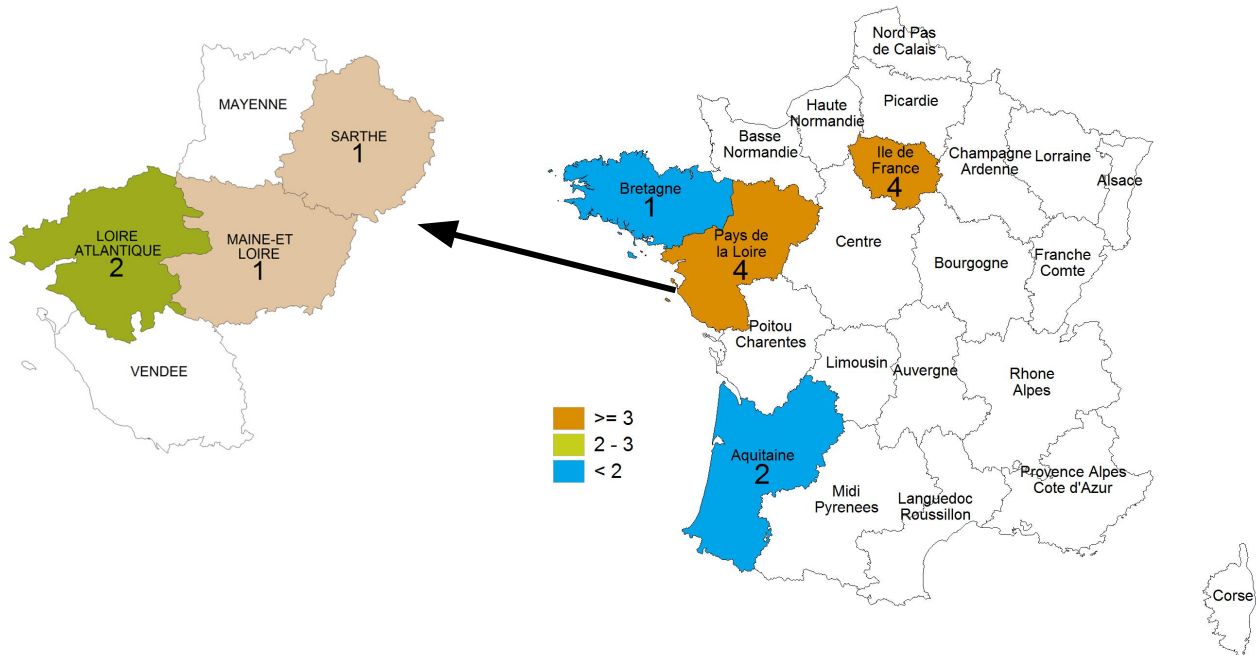 MAYENNE
SARTHE
1
LOIRE
ATLANTIQUE
2
MAINE-ET
LOIRE
1
VENDEE
Nord Pas
de Calais
Picardie
Haute
Normandie
Basse
Normandie
Ile de
France
4
Champagne
Ardenne
Lorraine
Alsace
Bretagne
1
Pays de
la Loire
4
Centre
Bourgogne
Franche
Comte
Poitou
Charentes
Limousin
Auvergne
Rhone
Alpes
>= 3
2 - 3
< 2
Aquitaine
2
Midi
Pyrenees
Languedoc
Roussillon
Provence Alpes
Cote d'Azur
Corse